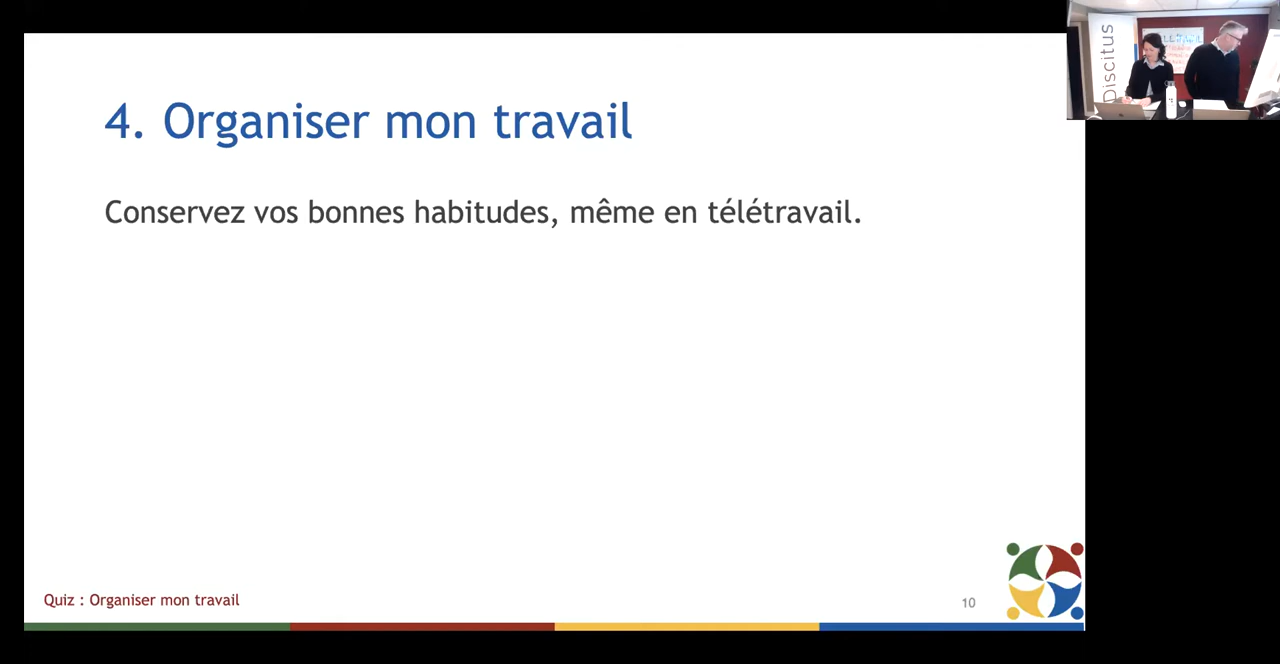 4. Organiser mon travail
Conservez vos bonnes habitudes, même en télétravail.
Quiz : Organiser mon travail
10
Discitus